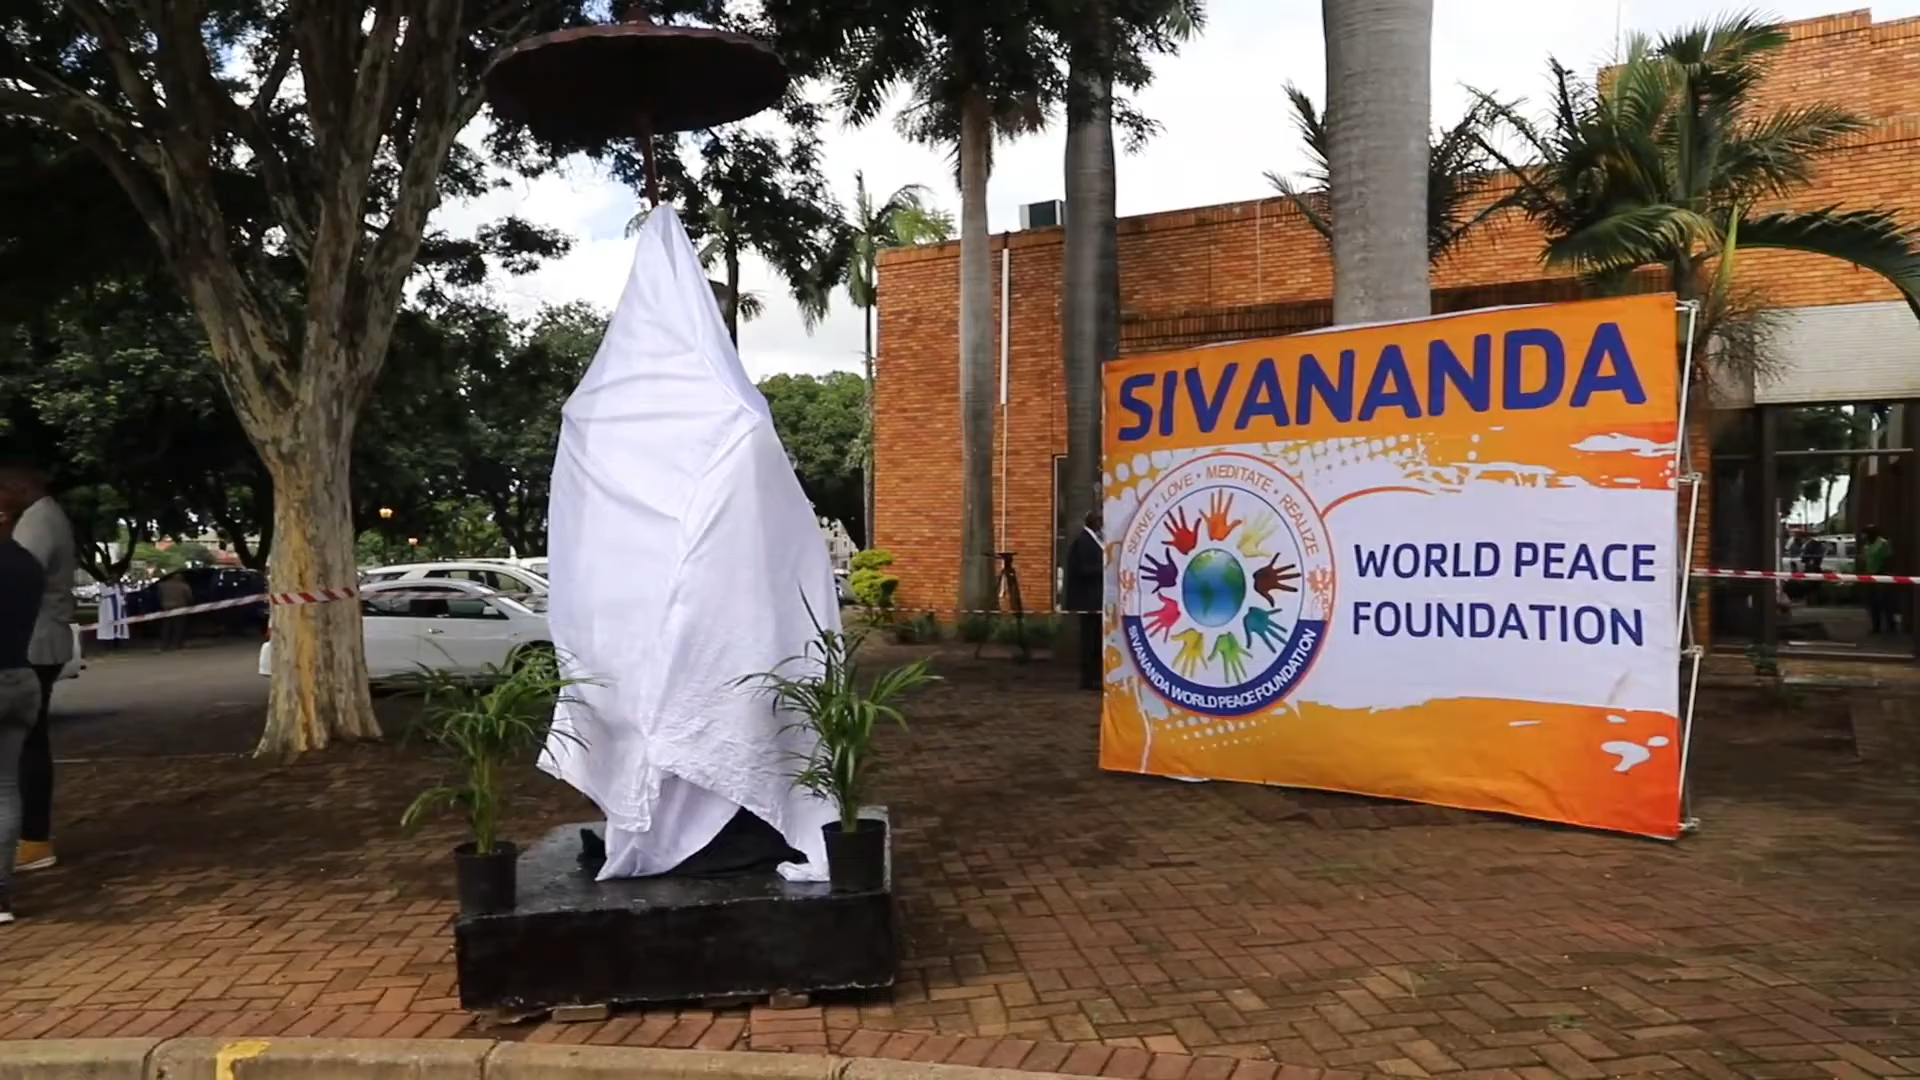 SIVANANDA
SERVE • LOVE • MEDITATE • REALIZE
WORLD PEACE
FOUNDATION
SIVANANDA WORLD PEACE FOUNDATION